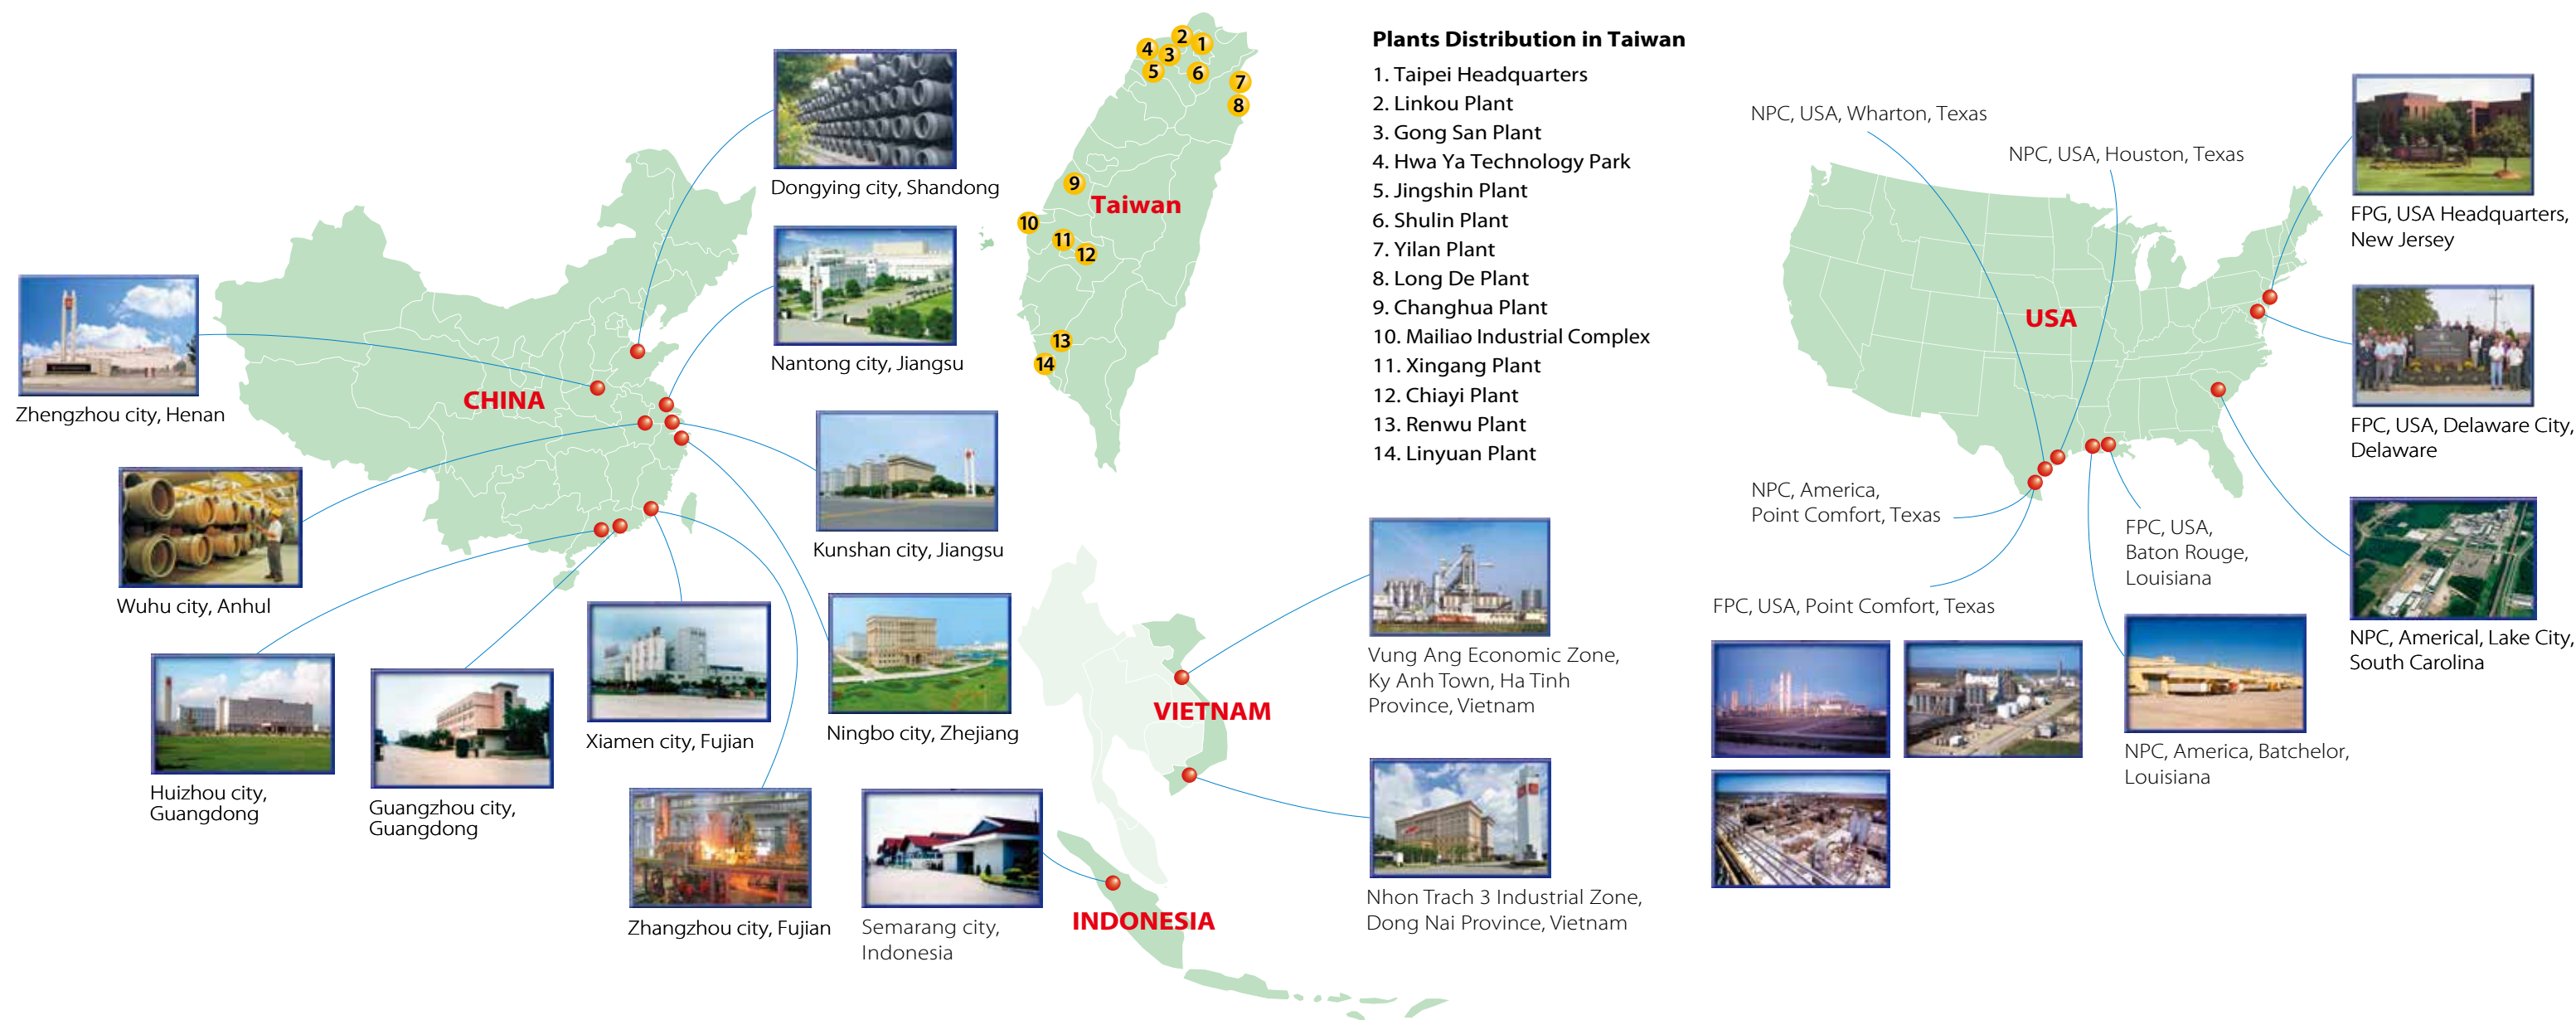 Dongying city, Shandong
Nantong city, Jiangsu
Zhengzhou city, Henan
CHINA
Kunshan city, Jiangsu
Wuhu city, Anhul
Ningbo city, Zhejiang
Xiamen city, Fujian
Huizhou city,
Guangdong
Guangzhou city,
Guangdong
Zhangzhou city, Fujian
Semarang city,
Indonesia
INDONESIA
VIETNAM
Vung Ang Economic Zone,
Ky Anh Town, Ha Tinh
Province, Vietnam
Nhon Trach 3 Industrial Zone,
Dong Nai Province, Vietnam
Taiwan
1
2
3
4
5
6
7
8
9
10
11
12
13
14
Plants Distribution in Taiwan
1. Taipei Headquarters
2. Linkou Plant
3. Gong San Plant
4. Hwa Ya Technology Park
5. Jingshin Plant
6. Shulin Plant
7. Yilan Plant
8. Long De Plant
9. Changhua Plant
10. Mailiao Industrial Complex
11. Xingang Plant
12. Chiayi Plant
13. Renwu Plant
14. Linyuan Plant
NPC, USA, Wharton, Texas
NPC, USA, Houston, Texas
USA
FPG, USA Headquarters,
New Jersey
FPC, USA, Delaware City,
Delaware
NPC, Americal, Lake City,
South Carolina
NPC, America,
Point Comfort, Texas
FPC, USA,
Baton Rouge,
Louisiana
FPC, USA, Point Comfort, Texas
NPC, America, Batchelor,
Louisiana